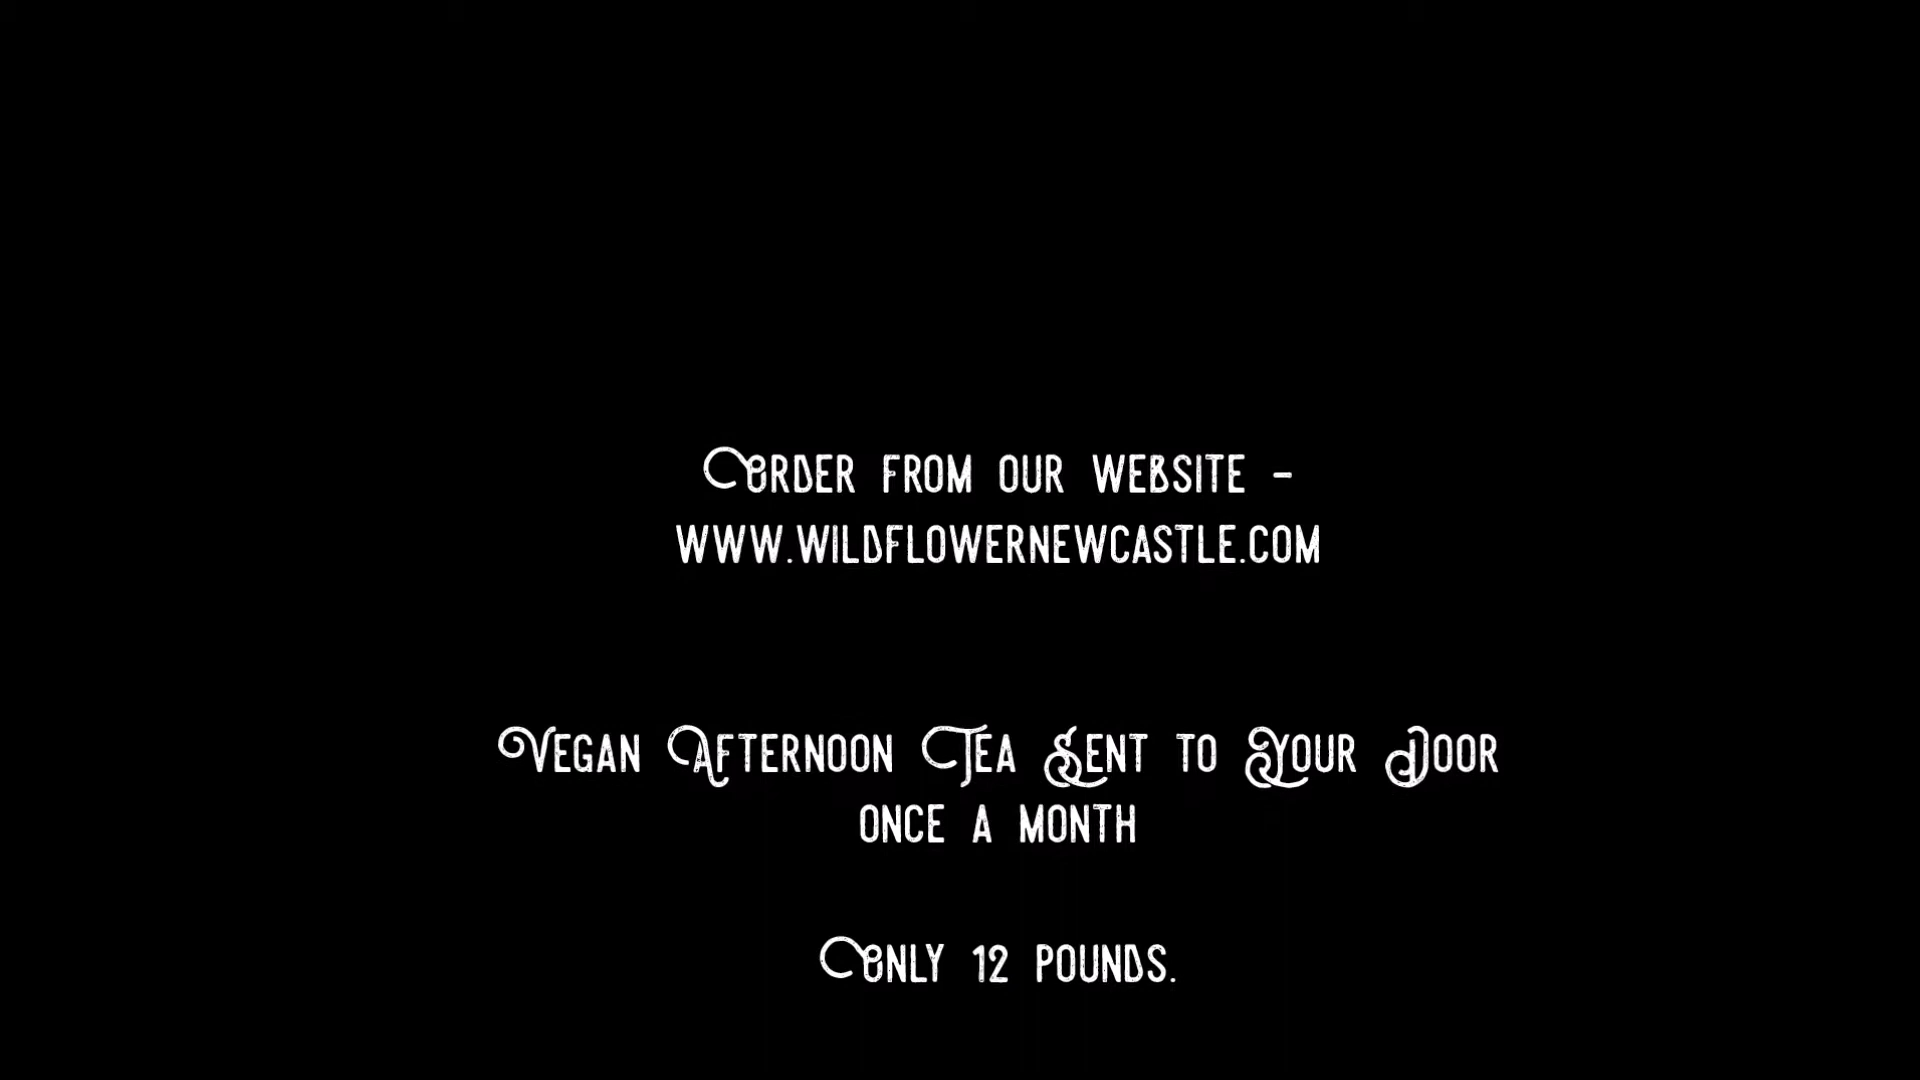 Order from our website -
www.wildflowernewcastle.com
Vegan Afternoon Tea Sent to Your Door
once a month
Only 12 pounds.